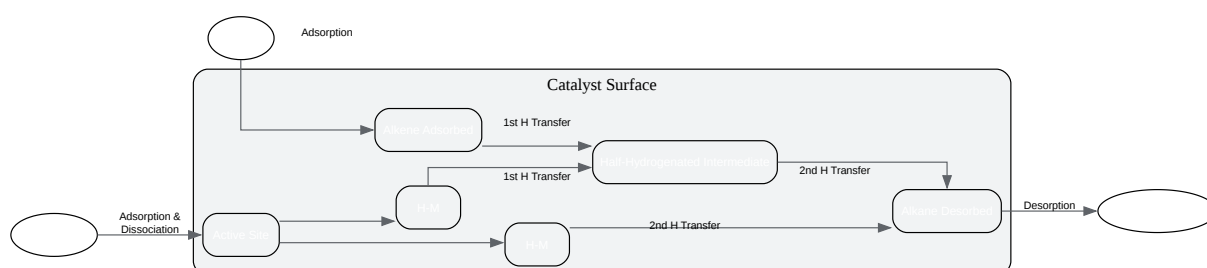 Adsorption
Catalyst Surface
Alkene Adsorbed
1st H Transfer
Half-Hydrogenated Intermediate
1st H Transfer
2nd H Transfer
H-M
Adsorption &
Dissociation
Active Site
Alkane Desorbed
Desorption
2nd H Transfer
H-M